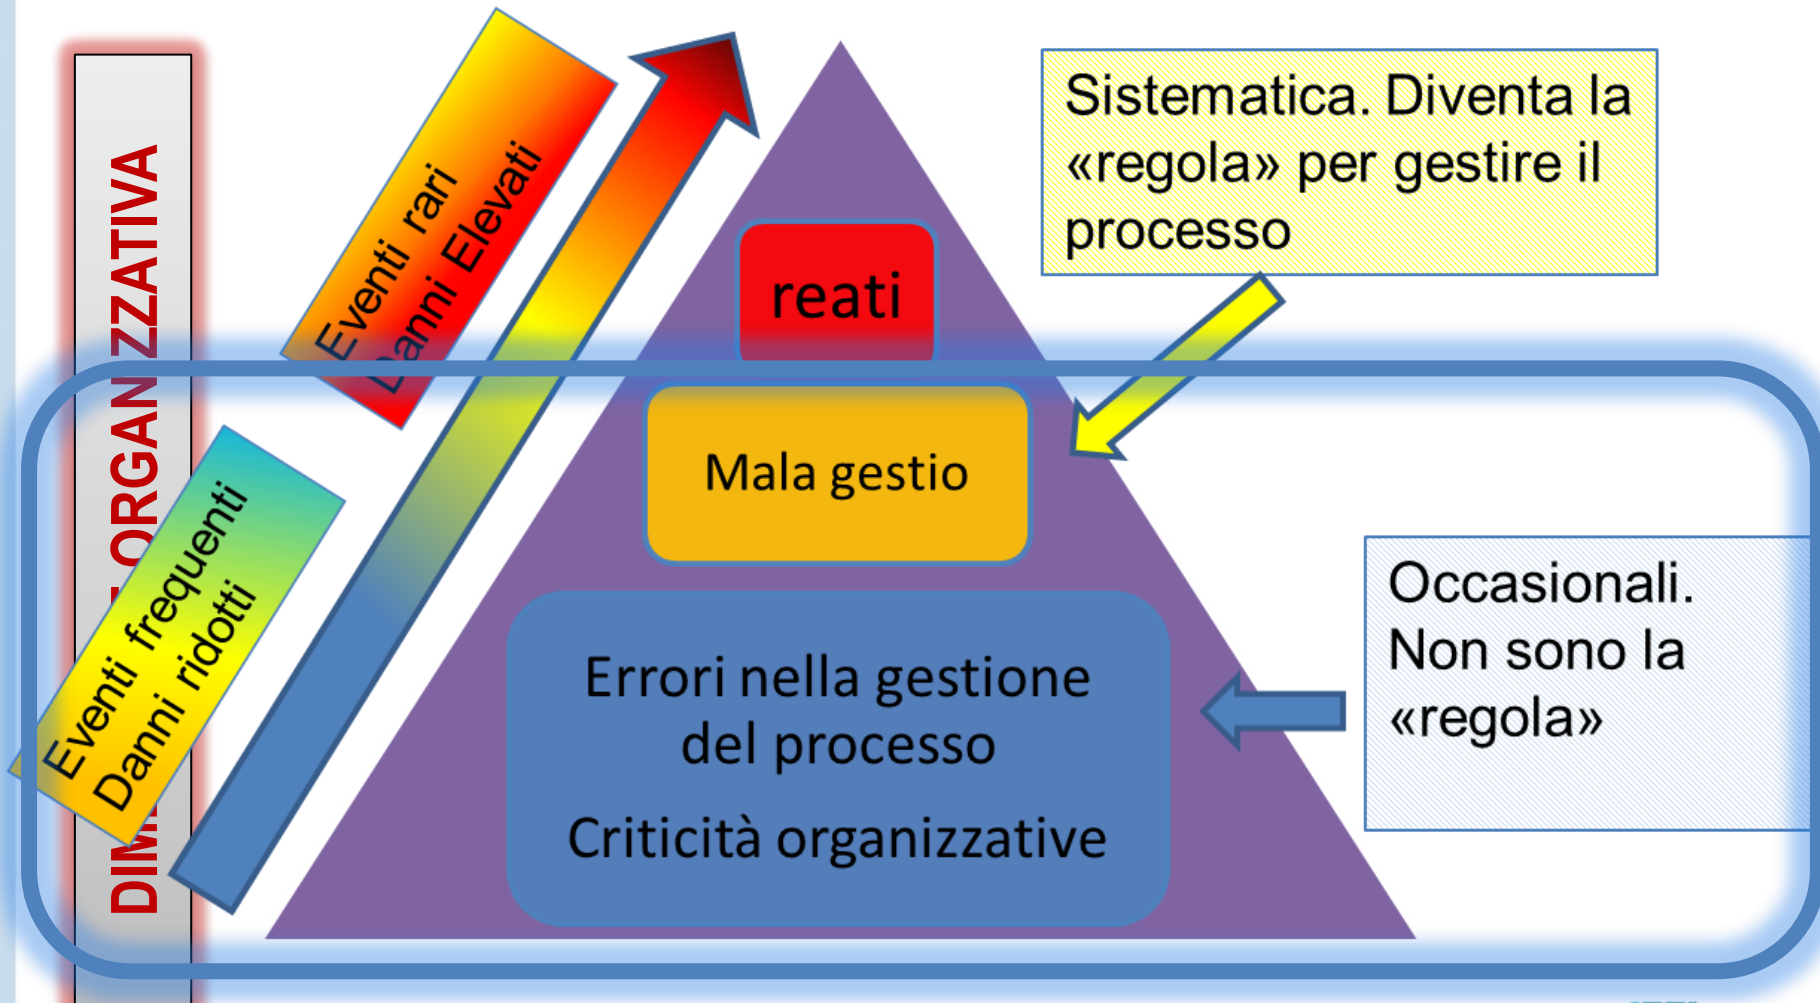 ORGANIZZATIVA
Eventi rari
Danni Elevati
Eventi frequenti
Danni ridotti
Sistematica. Diventa la
«regola» per gestire il
processo
reati
Mala gestio
Errori nella gestione
del processo
Criticità organizzative
Occasionali.
Non sono la
«regola»